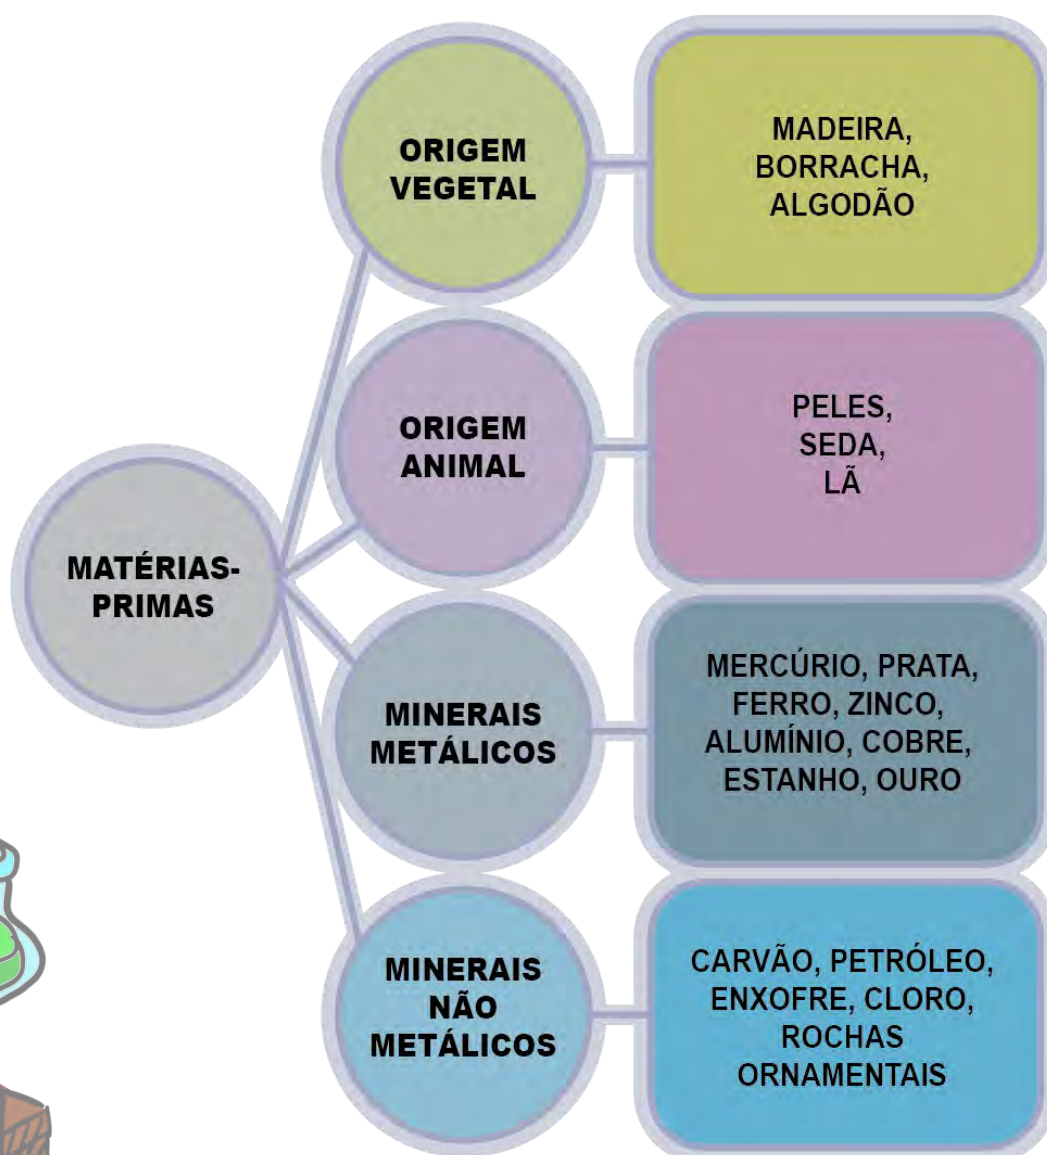 MATÉRIAS-
PRIMAS
ORIGEM
VEGETAL
MADEIRA,
BORRACHA,
ALGODÃO
ORIGEM
ANIMAL
PELES,
SEDA,
LÃ
MINERAIS
METÁLICOS
MERCÚRIO, PRATA,
FERRO, ZINCO,
ALUMÍNIO, COBRE,
ESTANHO, OURO
MINERAIS
NÃO
METÁLICOS
CARVÃO, PETRÓLEO,
ENXOFRE, CLORO,
ROCHAS
ORNAMENTAIS